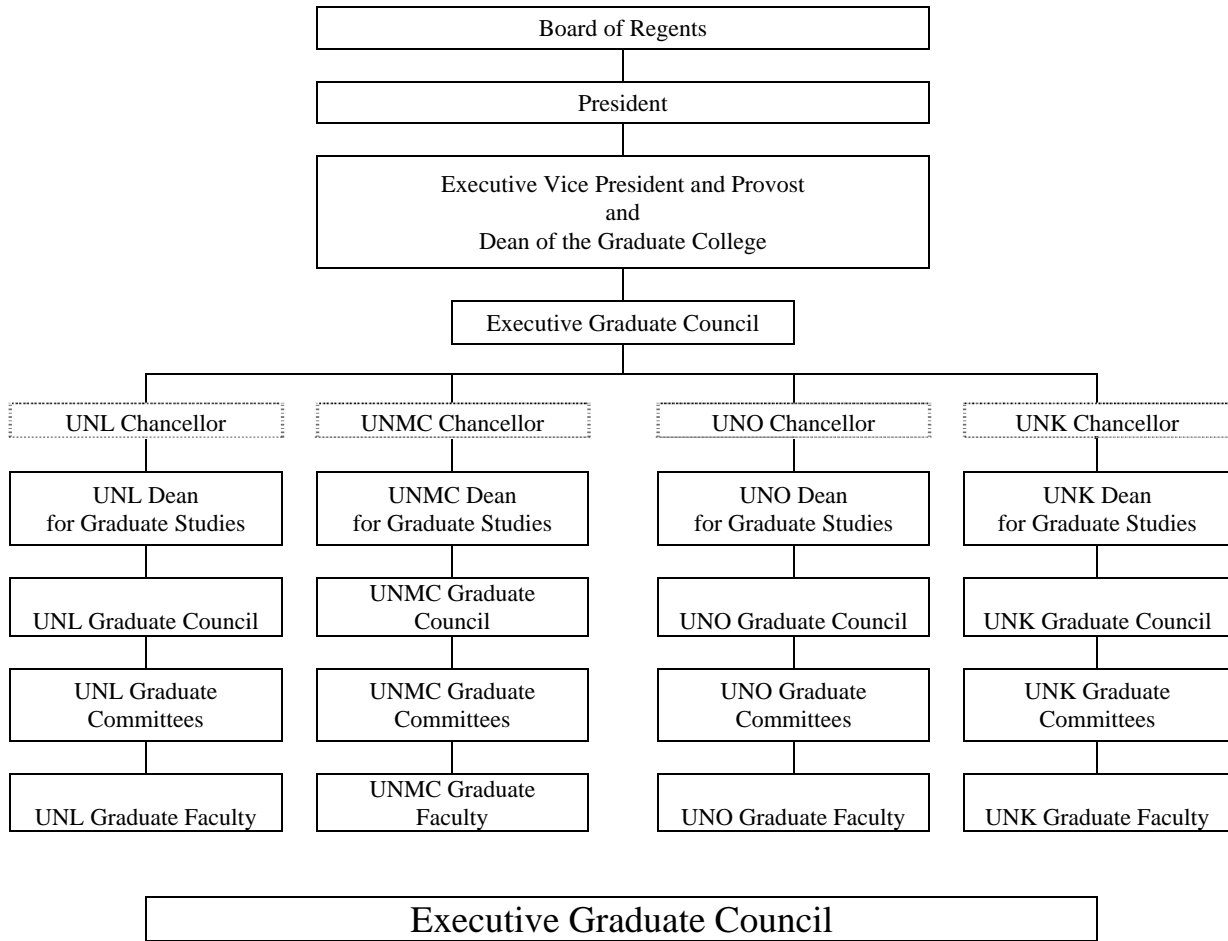 Board of Regents
President
Executive Vice President and Provost
and
Dean of the Graduate College
Executive Graduate Council
UNL Chancellor
UNMC Chancellor
UNO Chancellor
UNK Chancellor
UNL Dean
for Graduate Studies
UNMC Dean
for Graduate Studies
UNO Dean
for Graduate Studies
UNK Dean
for Graduate Studies
UNL Graduate Council
UNMC Graduate
Council
UNO Graduate Council
UNK Graduate Council
UNL Graduate
Committees
UNMC Graduate
Committees
UNO Graduate
Committees
UNK Graduate
Committees
UNL Graduate Faculty
UNMC Graduate
Faculty
UNO Graduate Faculty
UNK Graduate Faculty
Executive Graduate Council